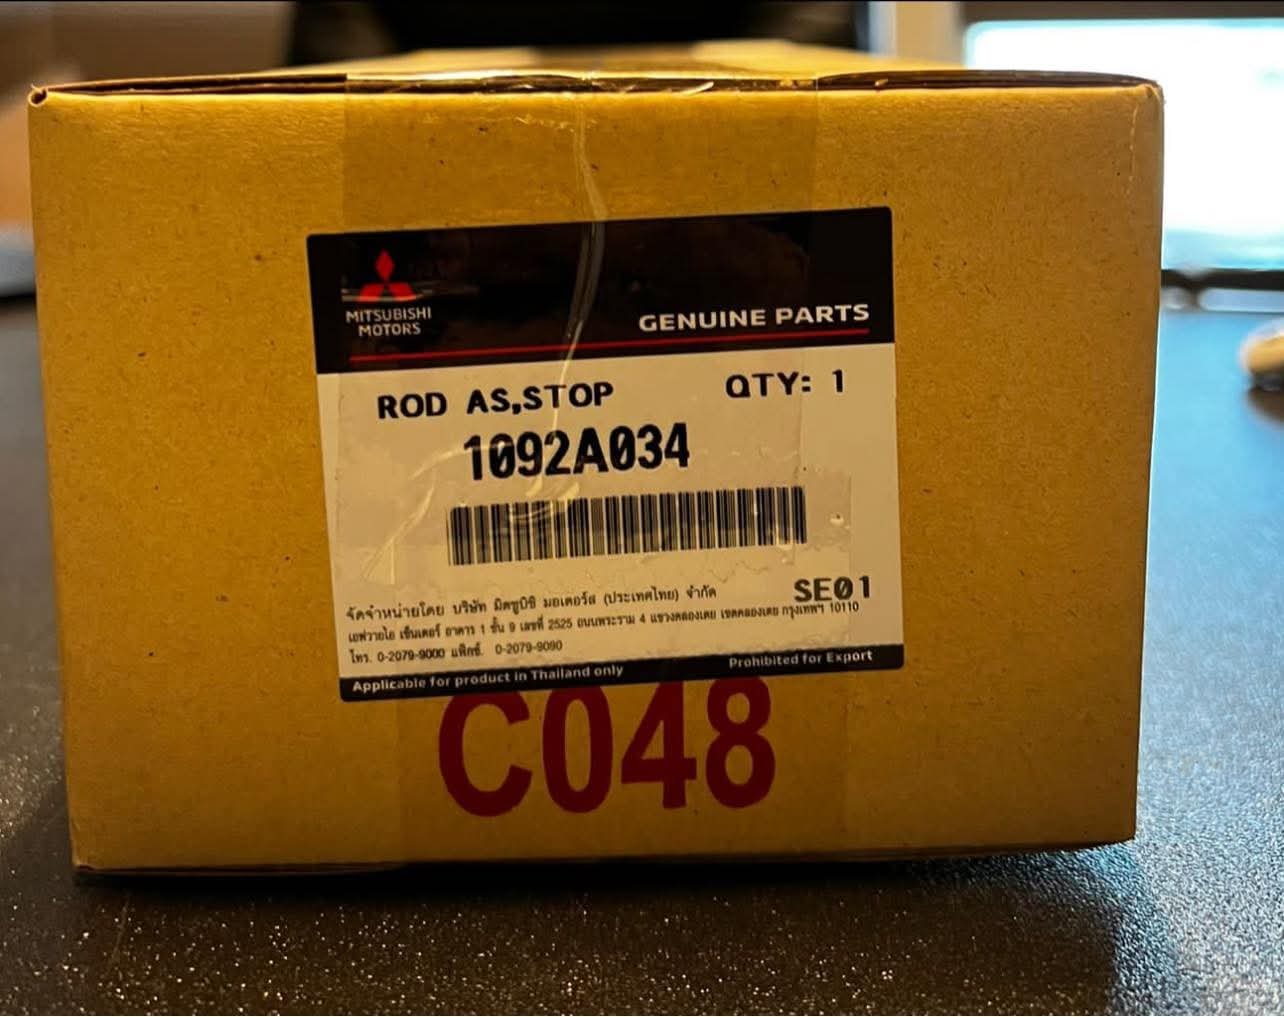 MITSUBISHI
MOTORS
GENUINE PARTS
ROD AS,STOP QTY: 1
1092A034
SE01
จัดจำหน่ายโดย บริษัท มิตซูบิชิ มอเตอร์ส (ประเทศไทย) จำกัด
เอฟวายไอ เซ็นเตอร์ อาคาร 1 ชั้น 9 เลขที่ 2525 ถนนพระราม 4 แขวงคลองเตย เขตคลองเตย กรุงเทพฯ 10110
โทร. 0-2079-9000 แฟ็กซ์. 0-2079-9090
Applicable for product in Thailand only Prohibited for Export
C048